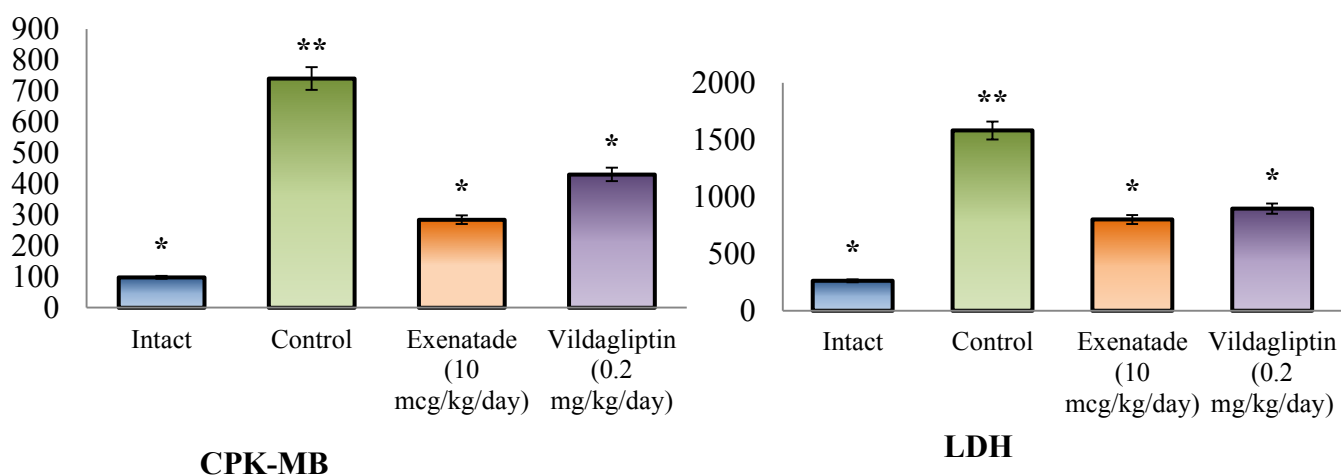 900
800
700
600
500
400
300
200
100
0
*
**
*
*
Intact
Control
Exenatade
(10
mcg/kg/day)
Vildagliptin
(0.2
mg/kg/day)
CPK-MB
2000
1500
1000
500
0
*
**
*
*
Intact
Control
Exenatade
(10
mcg/kg/day)
Vildagliptin
(0.2
mg/kg/day)
LDH